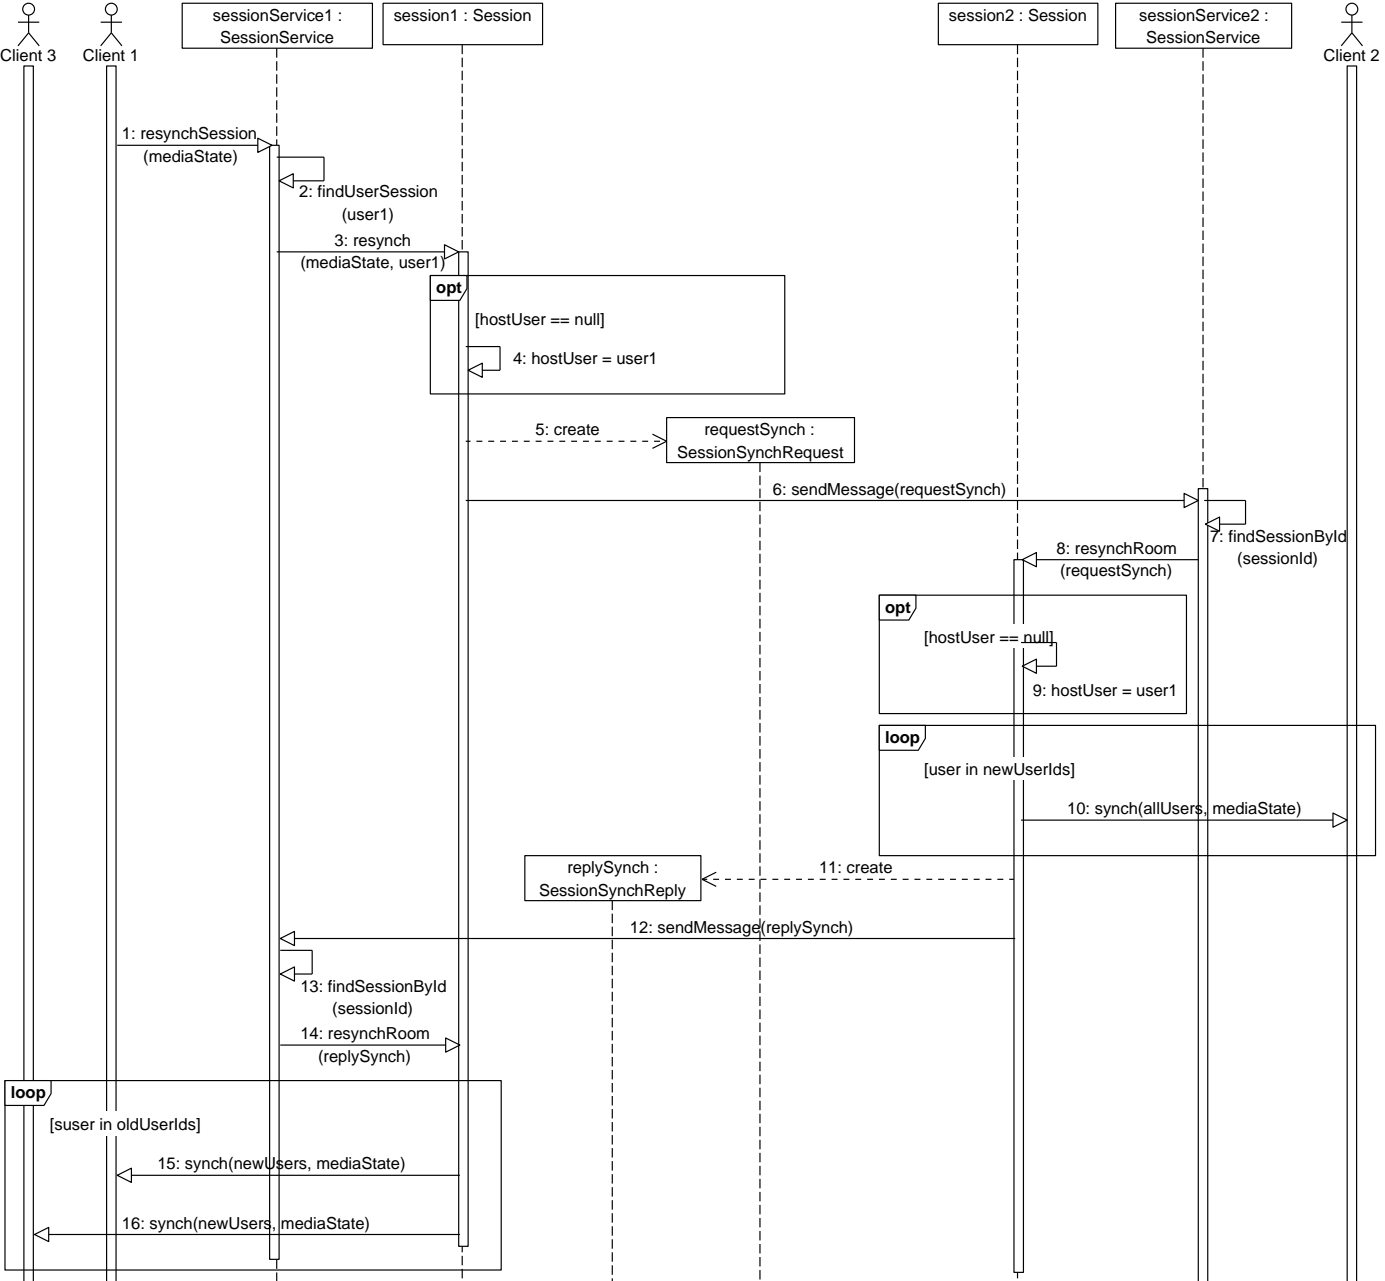 Client 3
Client 1
sessionService1 :
SessionService
session1 : Session
session2 : Session
sessionService2 :
SessionService
Client 2
1: resynchSession
(mediaState)
2: findUserSession
(user1)
3: resynch
(mediaState, user1)
opt
[hostUser == null]
4: hostUser = user1
5: create
requestSynch :
SessionSynchRequest
6: sendMessage(requestSynch)
7: findSessionById
(sessionId)
8: resynchRoom
(requestSynch)
opt
[hostUser == null]
9: hostUser = user1
loop
[user in newUserIds]
10: synch(allUsers, mediaState)
11: create
replySynch :
SessionSynchReply
12: sendMessage(replySynch)
13: findSessionById
(sessionId)
14: resynchRoom
(replySynch)
loop
[suser in oldUserIds]
15: synch(newUsers, mediaState)
16: synch(newUsers, mediaState)